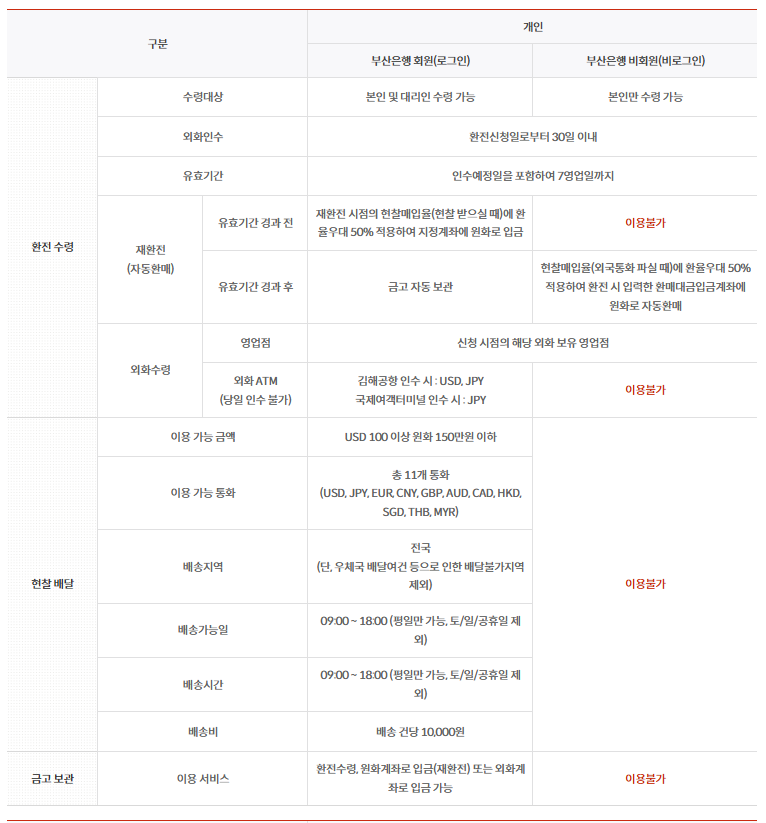 구분
개인
부산은행 회원(로그인)
부산은행 비회원(비로그인)
환전 수령
수령대상
본인 및 대리인 수령 가능
본인만 수령 가능
외화인수
환전신청일로부터 30일 이내
유효기간
인수예정일을 포함하여 7영업일까지
재환전
(자동환매)
유효기간 경과 전
재환전 시점의 현찰매입율(현찰 받으실 때)에 환
율우대 50% 적용하여 지정계좌에 원화로 입금
이용불가
유효기간 경과 후
금고 자동 보관
현찰매입율(외국통화 파실 때)에 환율우대 50%
적용하여 환전 시 입력한 환매대금입금계좌에
원화로 자동환매
외화수령
영업점
신청 시점의 해당 외화 보유 영업점
외화 ATM
(당일 인수 불가)
김해공항 인수 시 : USD, JPY
국제여객터미널 인수 시 : JPY
이용불가
현찰 배달
이용 가능 금액
USD 100 이상 원화 150만원 이하
이용불가
이용 가능 통화
총 11개 통화
(USD, JPY, EUR, CNY, GBP, AUD, CAD, HKD,
SGD, THB, MYR)
배송지역
전국
(단, 우체국 배달여건 등으로 인한 배달불가지역
제외)
배송가능일
09:00 ~ 18:00 (평일만 가능, 토/일/공휴일 제
외)
배송시간
09:00 ~ 18:00 (평일만 가능, 토/일/공휴일 제
외)
배송비
배송 건당 10,000원
금고 보관
이용 서비스
환전수령, 원화계좌로 입금(재환전) 또는 외화계
좌로 입금 가능
이용불가